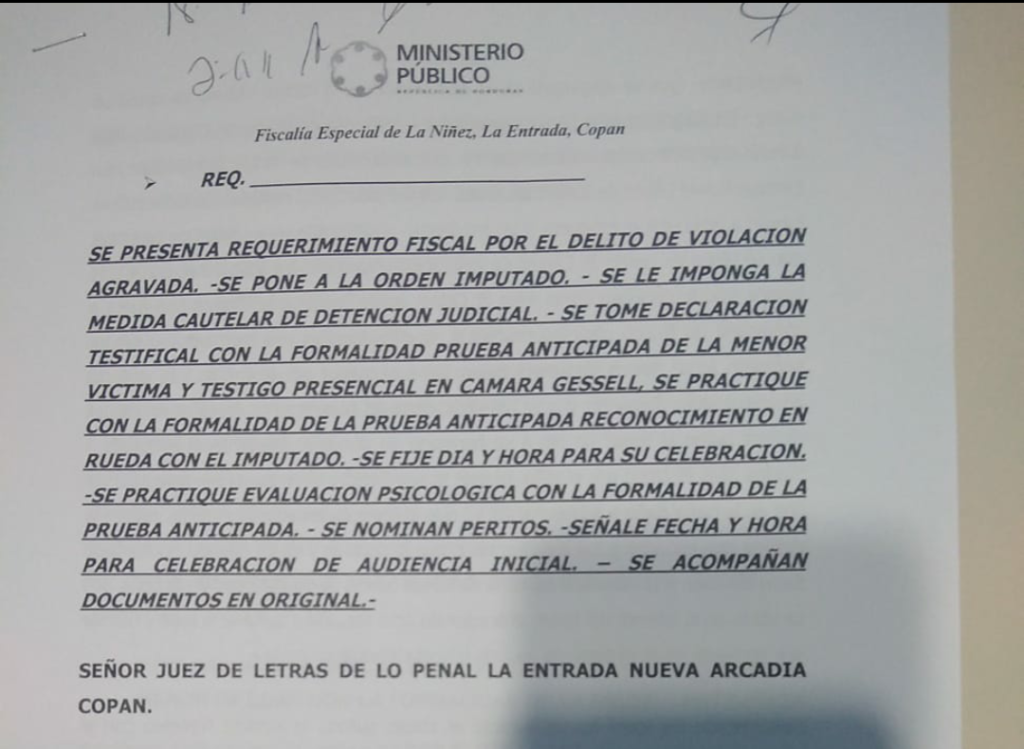 MINISTERIO
PÚBLICO
REPÚBLICA DE HONDURAS
Fiscalía Especial de La Niñez, La Entrada, Copan
➤ REQ. ______________________________
SE PRESENTA REQUERIMIENTO FISCAL POR EL DELITO DE VIOLACION
AGRAVADA. -SE PONE A LA ORDEN IMPUTADO. - SE LE IMPONGA LA
MEDIDA CAUTELAR DE DETENCION JUDICIAL. - SE TOME DECLARACION
TESTIFICAL CON LA FORMALIDAD PRUEBA ANTICIPADA DE LA MENOR
VICTIMA Y TESTIGO PRESENCIAL EN CAMARA GESSELL, SE PRACTIQUE
CON LA FORMALIDAD DE LA PRUEBA ANTICIPADA RECONOCIMIENTO EN
RUEDA CON EL IMPUTADO. -SE FIJE DIA Y HORA PARA SU CELEBRACION.
-SE PRACTIQUE EVALUACION PSICOLOGICA CON LA FORMALIDAD DE LA
PRUEBA ANTICIPADA. - SE NOMINAN PERITOS. -SEÑALE FECHA Y HORA
PARA CELEBRACION DE AUDIENCIA INICIAL. – SE ACOMPAÑAN
DOCUMENTOS EN ORIGINAL.-
SEÑOR JUEZ DE LETRAS DE LO PENAL LA ENTRADA NUEVA ARCADIA
COPAN.